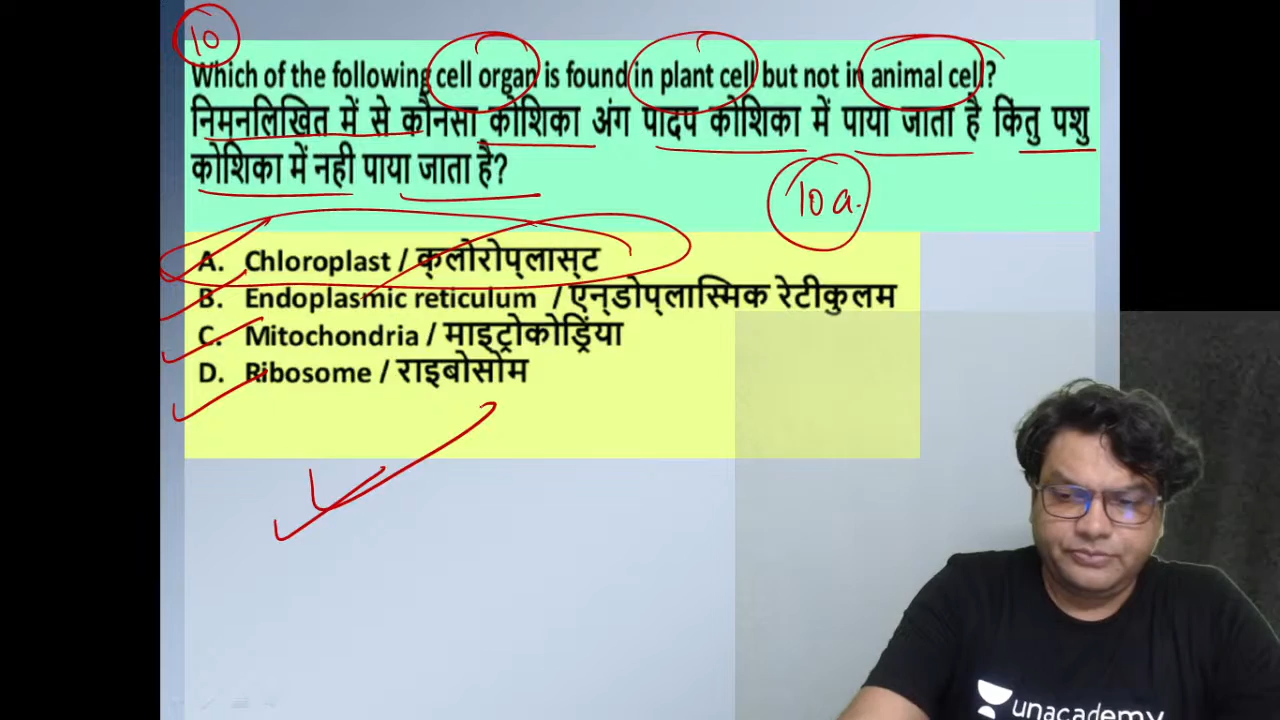 10
Which of the following cell organ is found in plant cell but not in animal cell?
निमनलिखित में से कौनसा कोशिका अंग पादप कोशिका में पाया जाता है किंतु पशु
कोशिका में नही पाया जाता है?
10 a.
A. Chloroplast / क्लोरोप्लास्ट
B. Endoplasmic reticulum / एन्डोप्लास्मिक रेटीकुलम
C. Mitochondria / माइट्रोकोड्रिंया
D. Ribosome / राइबोसोम
unacademy